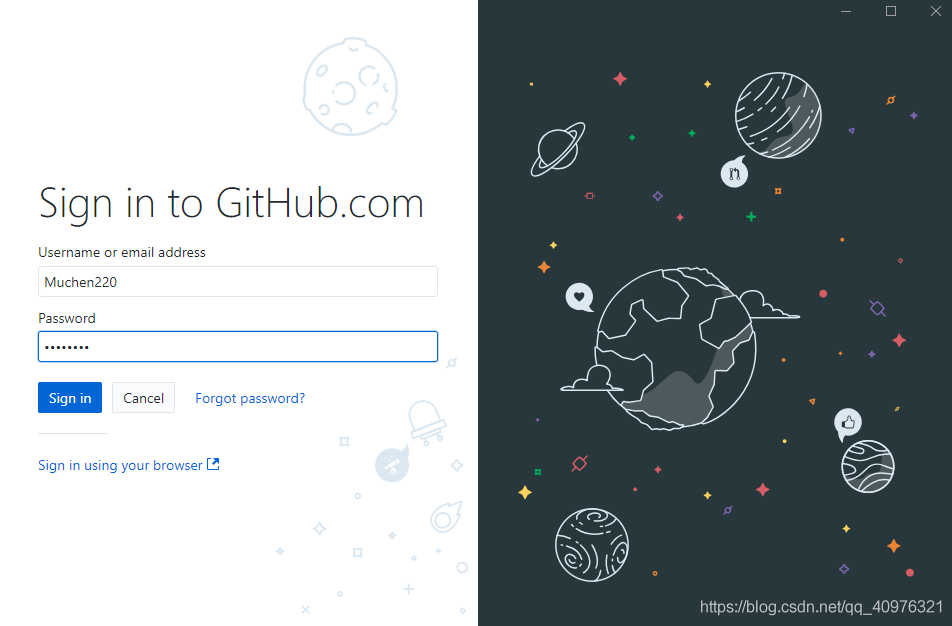 Sign in to GitHub.com
Username or email address
Muchen220
Password
••••••••
Sign in
Cancel
Forgot password?
Sign in using your browser
https://blog.csdn.net/qq_40976321